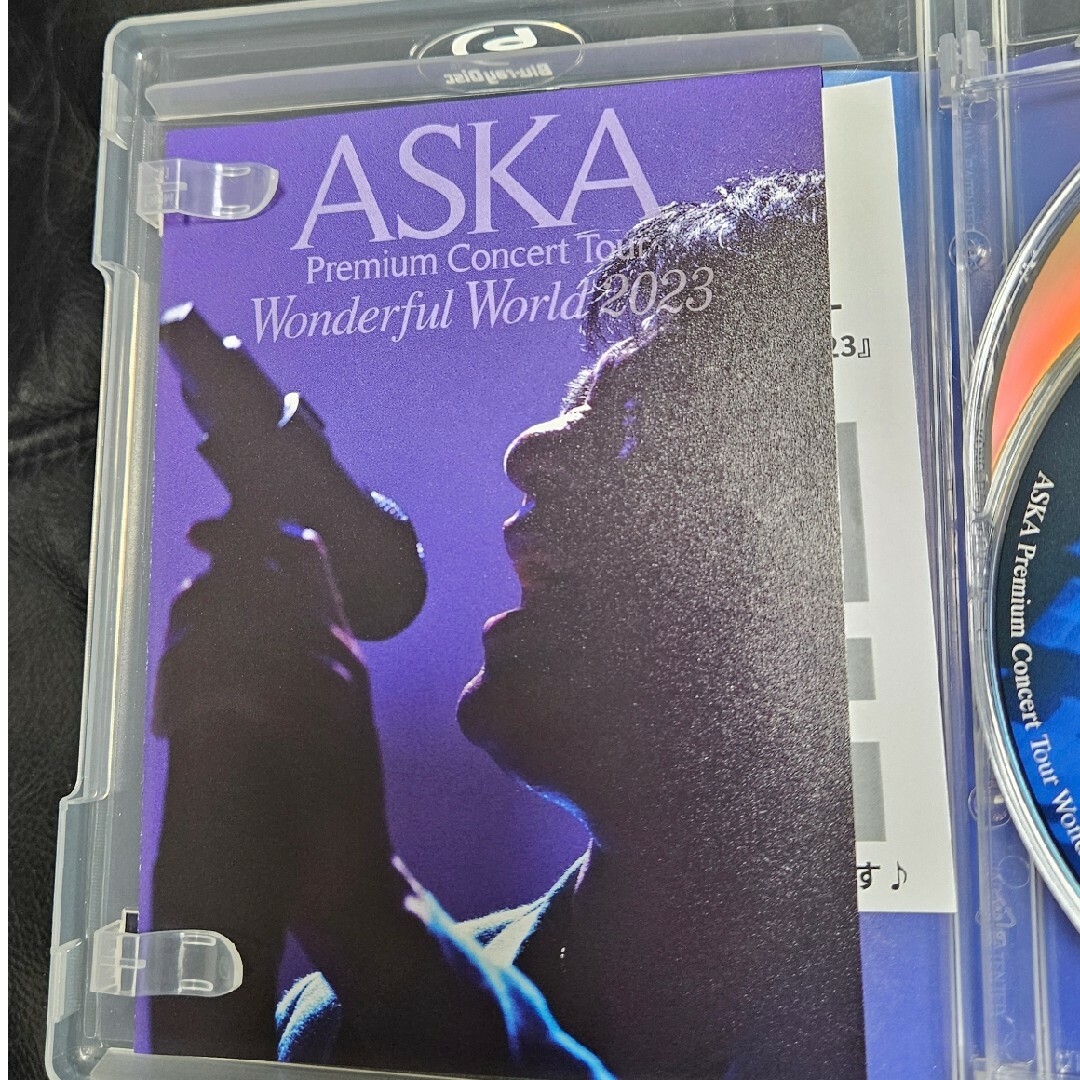 Blu-ray Disc
ASKA
Premium Concert Tour
Wonderful World 2023
23』
す♪
ASKA Premium Concert Tour Wonde